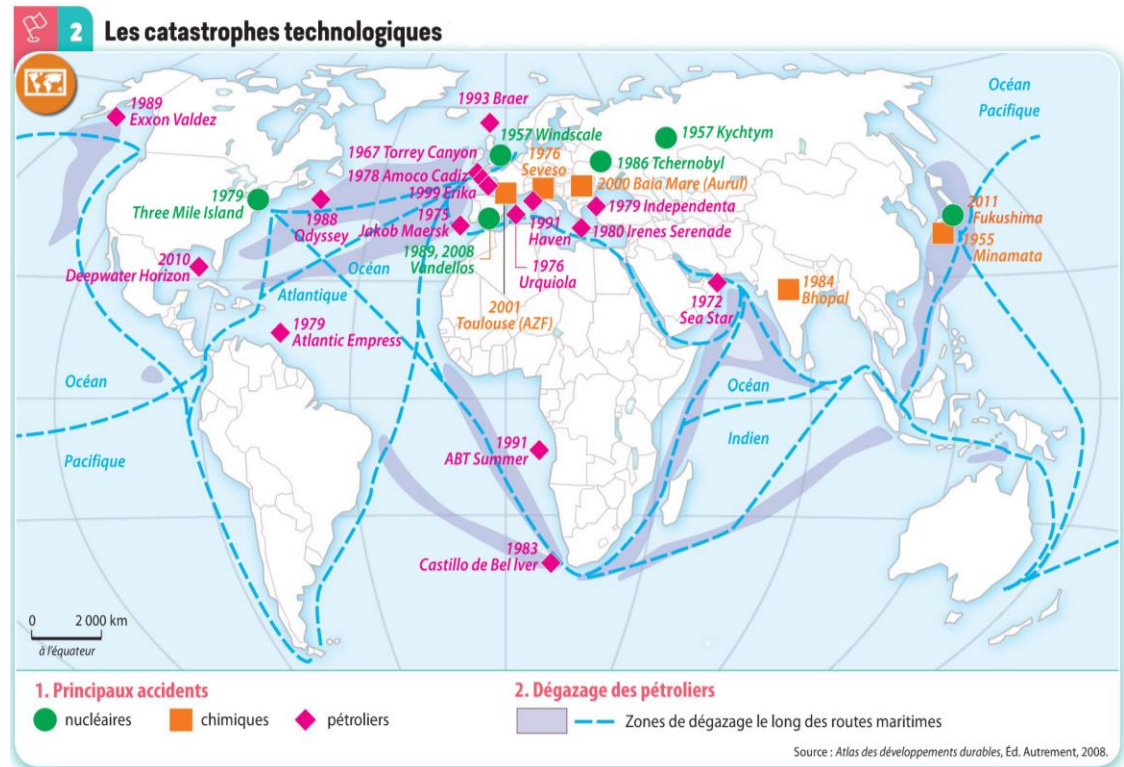 2 Les catastrophes technologiques
Océan
Pacifique
1989
Exxon Valdez
1993 Braer
1957 Windscale
1957 Kychtym
1967 Torrey Canyon
1976
Seveso
1986 Tchernobyl
1978 Amoco Cadiz
2000 Baia Mare (Aurul)
1979
Three Mile Island
1999 Erika
1979 Independenta
1988
Odyssey
1975
Jakob Maersk
1991
Haven
1980 Irenes Serenade
2011
Fukushima
1955
Minamata
1989, 2008
Vandellos
2010
Deepwater Horizon
Océan
Atlantique
1976
Urquiola
2001
Toulouse (AZF)
1972
Sea Star
1984
Bhopal
1979
Atlantic Empress
Océan
Pacifique
Océan
Indien
1991
ABT Summer
1983
Castillo de Bel lver
0 2 000 km
à l'équateur
1. Principaux accidents
nucléaires chimiques pétroliers
2. Dégazage des pétroliers
Zones de dégazage le long des routes maritimes
Source : Atlas des développements durables, Éd. Autrement, 2008.